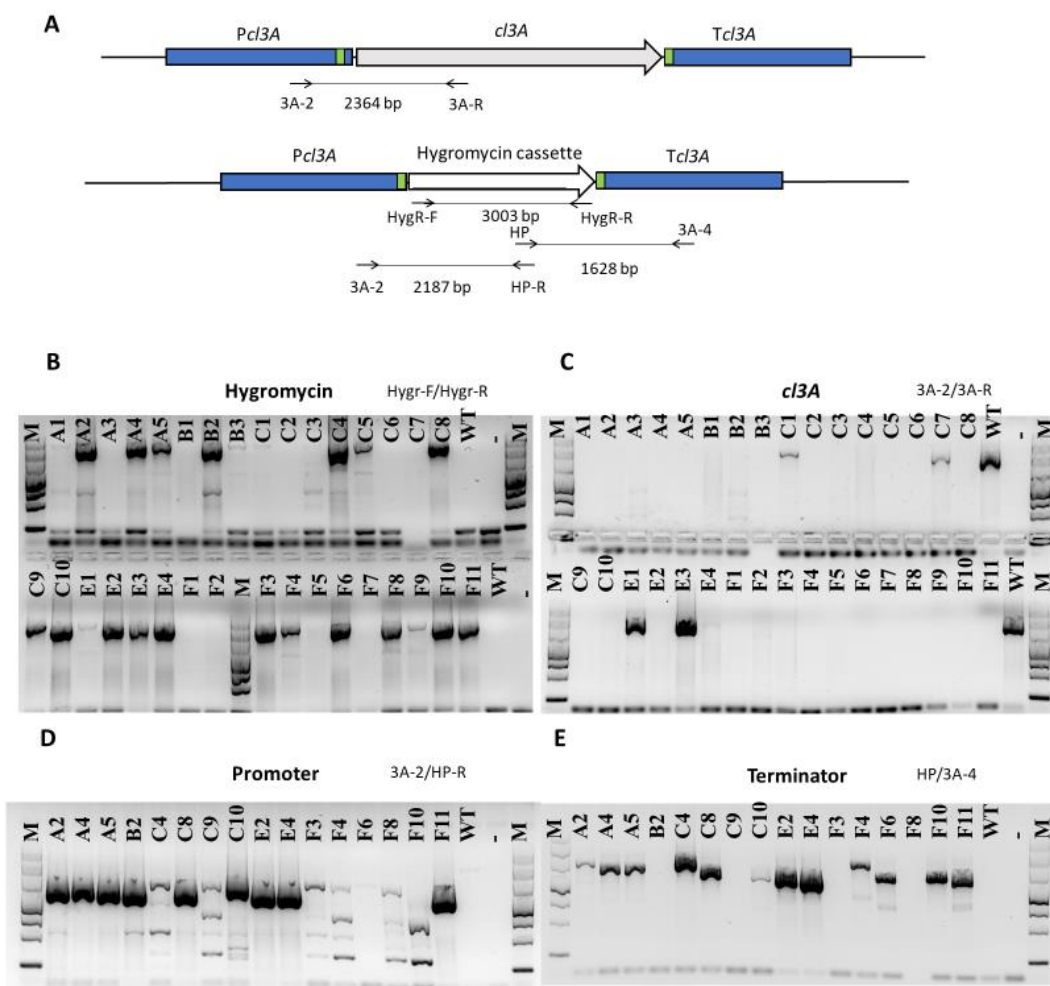 A
Pcl3A cl3A Tcl3A
3A-2 2364 bp 3A-R
Pcl3A Hygromycin cassette Tcl3A
HygR-F 3003 bp HygR-R
HP 3A-4
1628 bp
3A-2 2187 bp HP-R
B
Hygromycin Hygr-F/Hygr-R
M A1 A2 A3 A4 A5 B1 B2 B3 C1 C2 C3 C4 C5 C6 C7 C8 WT - M
C9 C10 E1 E2 E3 E4 F1 F2 M F3 F4 F5 F6 F7 F8 F9 F10 F11 WT -
C
cl3A 3A-2/3A-R
M A1 A2 A3 A4 A5 B1 B2 B3 C1 C2 C3 C4 C5 C6 C7 C8 WT - M
M C9 C10 E1 E2 E3 E4 F1 F2 F3 F4 F5 F6 F7 F8 F9 F10 F11 WT M
D
Promoter 3A-2/HP-R
M A2 A4 A5 B2 C4 C8 C9 C10 E2 E4 F3 F4 F6 F8 F10 F11 WT - M
E
Terminator HP/3A-4
M A2 A4 A5 B2 C4 C8 C9 C10 E2 E4 F3 F4 F6 F8 F10 F11 WT - M